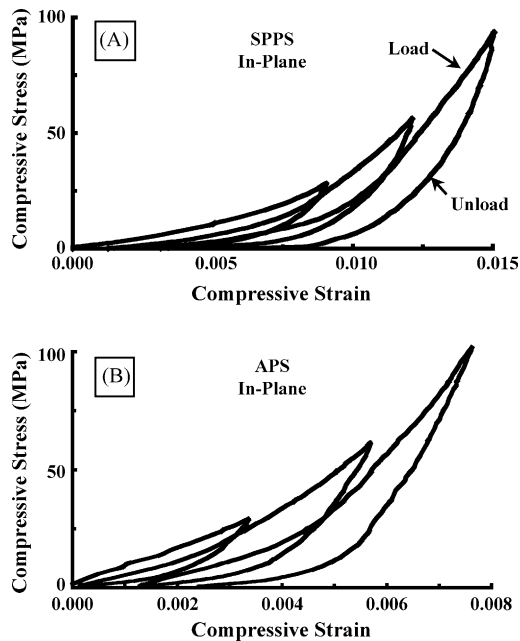 100
(A)
SPPS
In-Plane
Load
Compressive Stress (MPa)
50
Unload
0
0.000
0.005
0.010
0.015
Compressive Strain
100
(B)
APS
In-Plane
Compressive Stress (MPa)
50
0
0.000
0.002
0.004
0.006
0.008
Compressive Strain